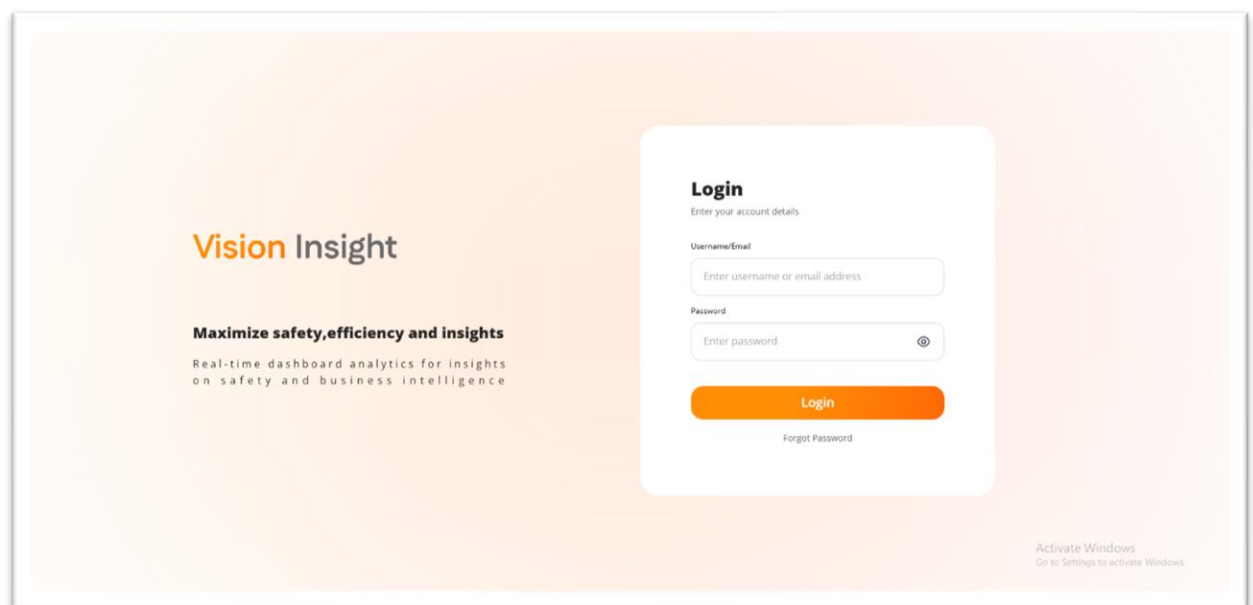 Vision Insight
Maximize safety,efficiency and insights
Real-time dashboard analytics for insights
on safety and business intelligence
Login
Enter your account details
Username/Email
Enter username or email address
Password
Enter password
Login
Forgot Password
Activate Windows
Go to Settings to activate Windows.